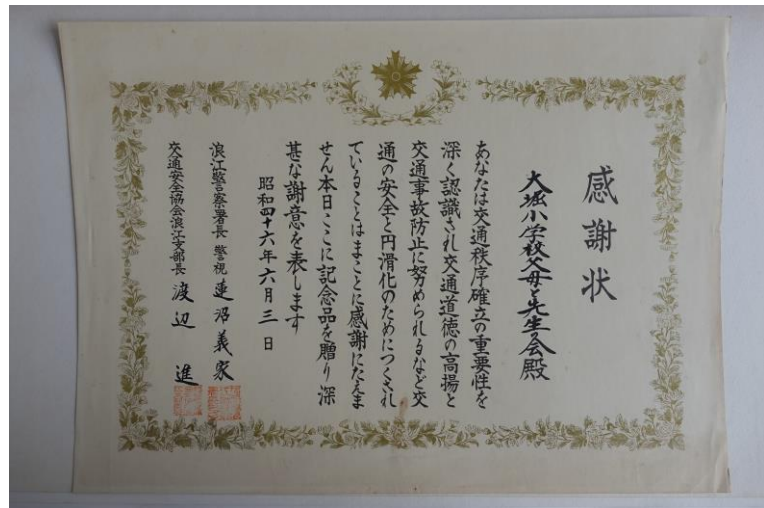 感謝状
大堀小学校父母と先生の会殿
あなたは交通秩序確立の重要性を
深く認識され交通道徳の高揚と
交通事故防止に努められるなど交
通の安全と円滑化のためにつくされ
ていることはまことに感謝にたえま
せん本日ここに記念品を贈り深
甚な謝意を表します
昭和四十六年六月三日
浪江警察署長 警視 蓮沼義家
交通安全協会浪江支部長 渡辺進